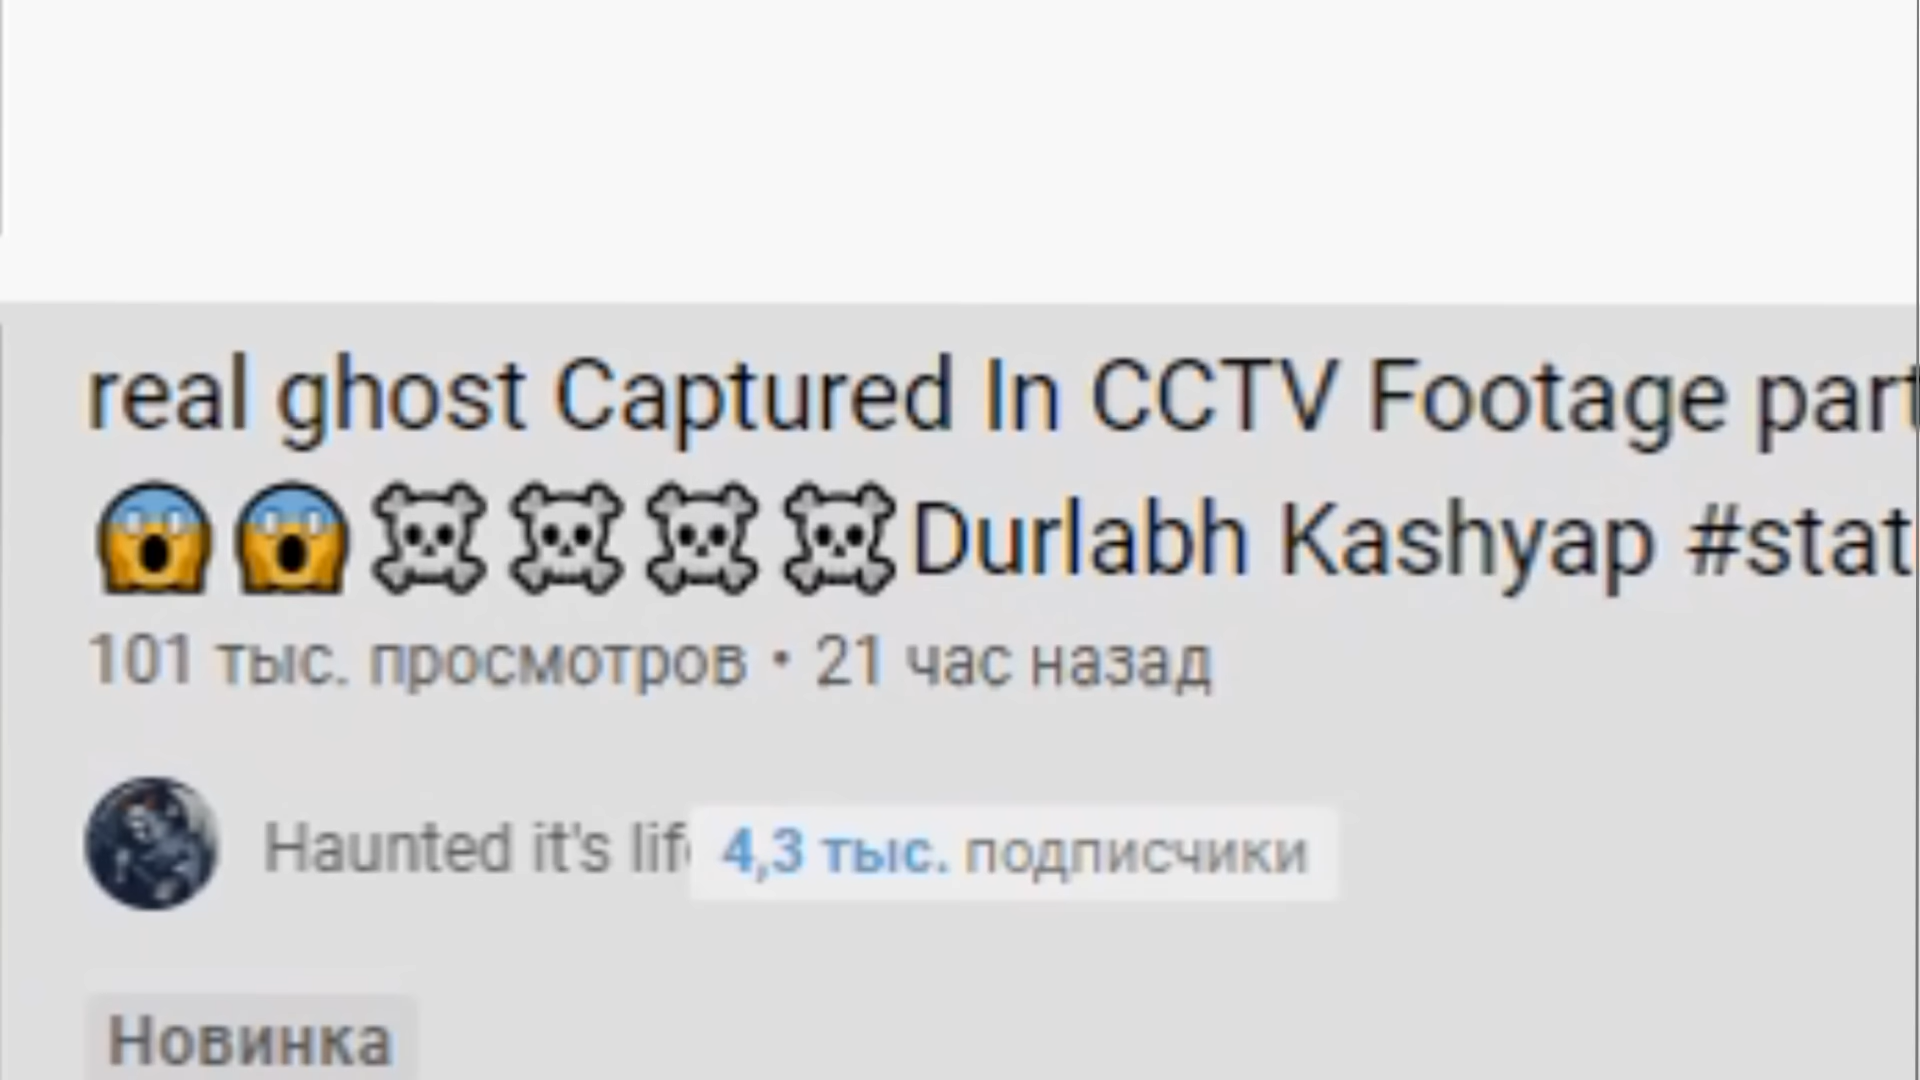 real ghost Captured In CCTV Footage part
😱😱☠☠☠☠Durlabh Kashyap #stat
101 тыс. просмотров • 21 час назад
Haunted it's lif 4,3 тыс. подписчики
Новинка